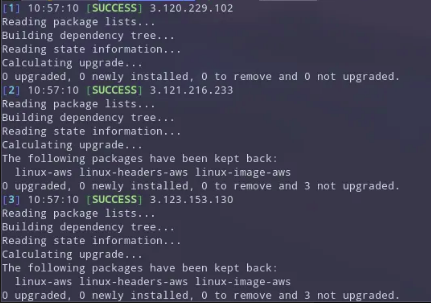 [1] 10:57:10 [SUCCESS] 3.120.229.102
Reading package lists...
Building dependency tree...
Reading state information...
Calculating upgrade...
0 upgraded, 0 newly installed, 0 to remove and 0 not upgraded.
[2] 10:57:10 [SUCCESS] 3.121.216.233
Reading package lists...
Building dependency tree...
Reading state information...
Calculating upgrade...
The following packages have been kept back:
  linux-aws linux-headers-aws linux-image-aws
0 upgraded, 0 newly installed, 0 to remove and 3 not upgraded.
[3] 10:57:10 [SUCCESS] 3.123.153.130
Reading package lists...
Building dependency tree...
Reading state information...
Calculating upgrade...
The following packages have been kept back:
  linux-aws linux-headers-aws linux-image-aws
0 upgraded, 0 newly installed, 0 to remove and 3 not upgraded.